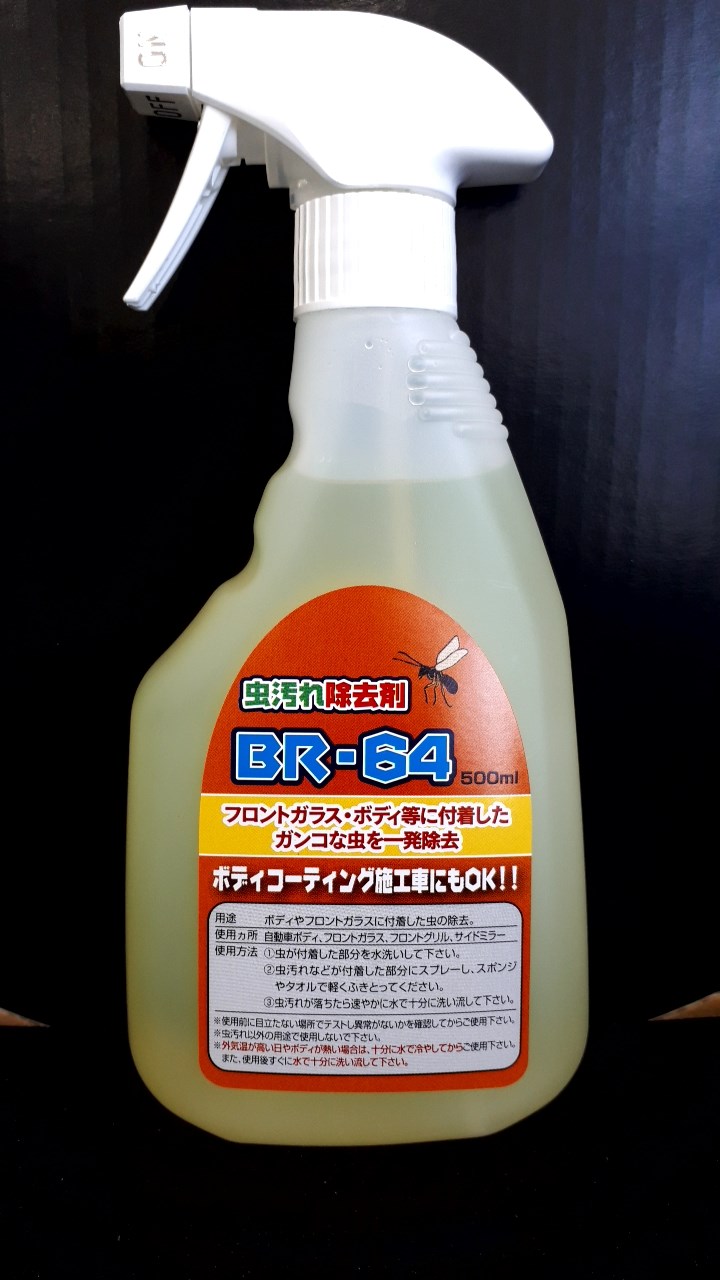 ON
OFF
虫汚れ除去剤
BR-64
500ml
フロントガラス・ボディ等に付着した
ガンコな虫を一発除去
ボディコーティング施工車にもOK!!
用途 ボディやフロントガラスに付着した虫の除去。
使用ヵ所 自動車ボディ、フロントガラス、フロントグリル、サイドミラー
使用方法 ①虫が付着した部分を水洗いして下さい。
②虫汚れなどが付着した部分にスプレーし、スポンジ
やタオルで軽くふきとってください。
③虫汚れが落ちたら速やかに水で十分に洗い流して下さい。
※使用前に目立たない場所でテストし異常がないかを確認してからご使用下さい。
※虫汚れ以外の用途で使用しないで下さい。
※外気温が高い日やボディが熱い場合は、十分に水で冷やしてからご使用下さい。
また、使用後すぐに水で十分に洗い流して下さい。